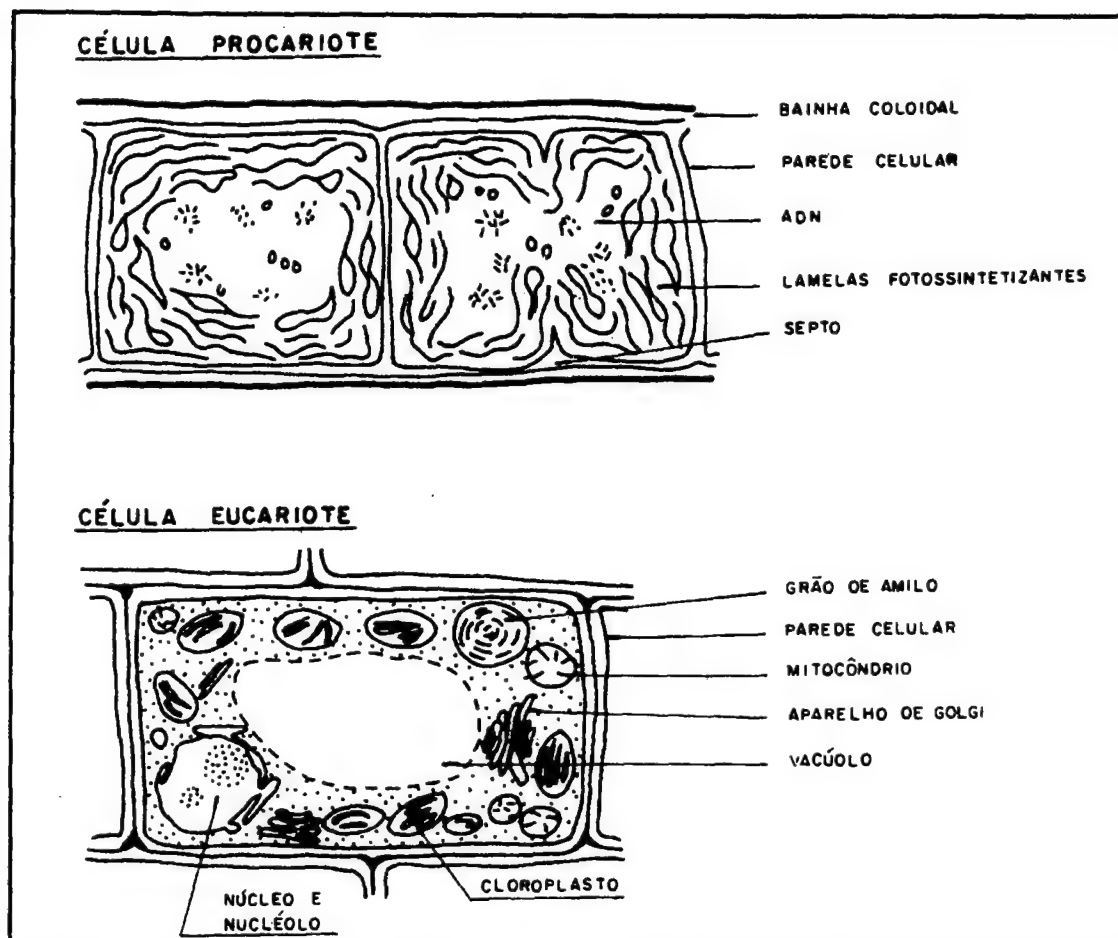 CÉLULA PROCARIOTE
BAINHA COLOIDAL
PAREDE CELULAR
ADN
LAMELAS FOTOSSINTETIZANTES
SEPTO
CÉLULA EUCARIOTE
GRÃO DE AMILO
PAREDE CELULAR
MITOCÔNDRIO
APARELHO DE GOLGI
VACÚOLO
CLOROPLASTO
NÚCLEO E
NUCLÉOLO